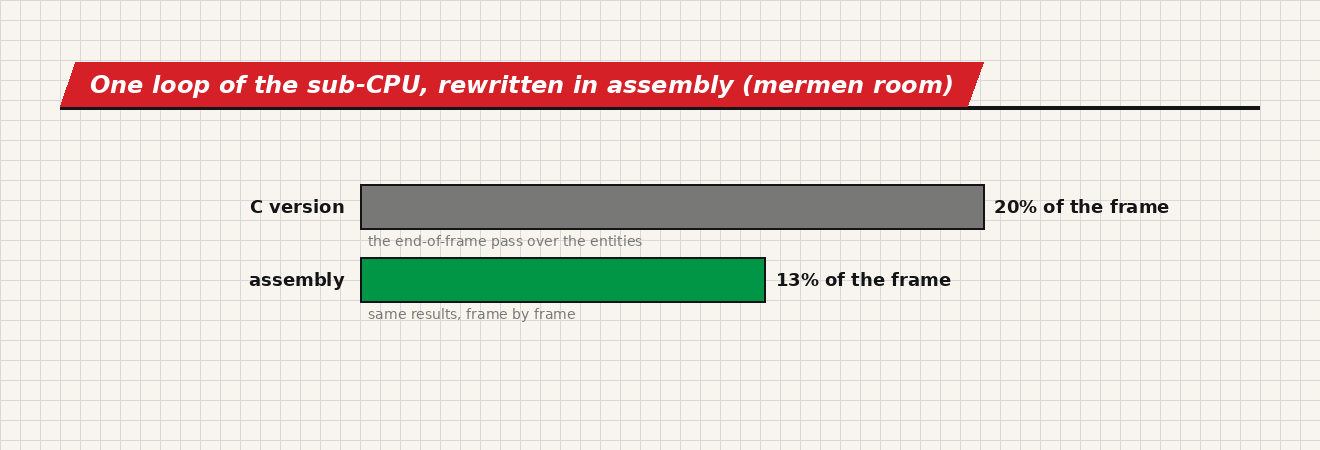 One loop of the sub-CPU, rewritten in assembly (mermen room)
C version
20% of the frame
the end-of-frame pass over the entities
assembly
13% of the frame
same results, frame by frame